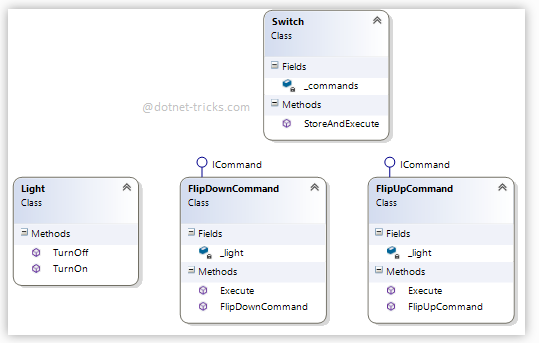 Switch
Class
Fields
_commands
Methods
StoreAndExecute
@dotnet-tricks.com
Light
Class
Methods
TurnOff
TurnOn
ICommand
FlipDownCommand
Class
Fields
_light
Methods
Execute
FlipDownCommand
ICommand
FlipUpCommand
Class
Fields
_light
Methods
Execute
FlipUpCommand